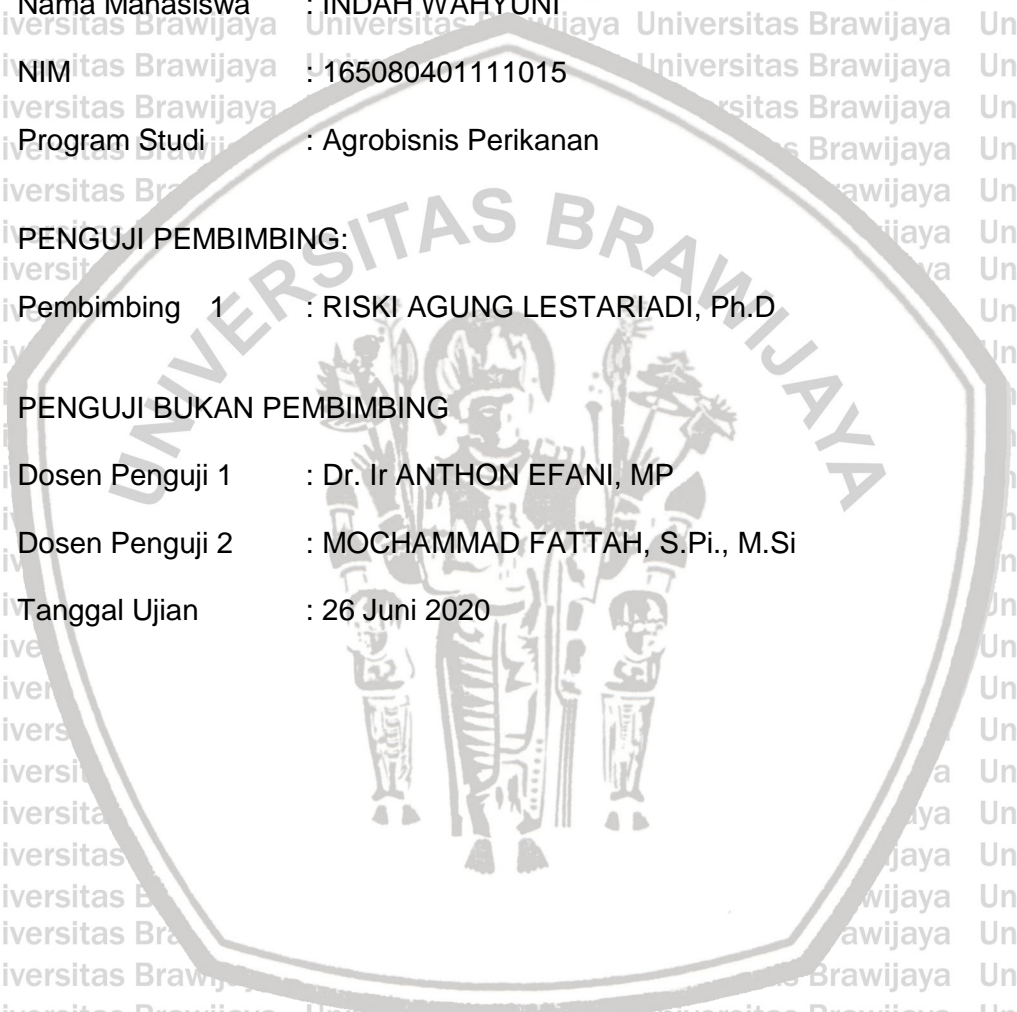 Nama Mahasiswa : INDAH WAHYUNI
NIM : 165080401111015
Program Studi : Agrobisnis Perikanan
PENGUJI PEMBIMBING:
Pembimbing 1 : RISKI AGUNG LESTARIADI, Ph.D
PENGUJI BUKAN PEMBIMBING
Dosen Penguji 1 : Dr. Ir ANTHON EFANI, MP
Dosen Penguji 2 : MOCHAMMAD FATTAH, S.Pi., M.Si
Tanggal Ujian : 26 Juni 2020
UNIVERSITAS BRAWIJAYA